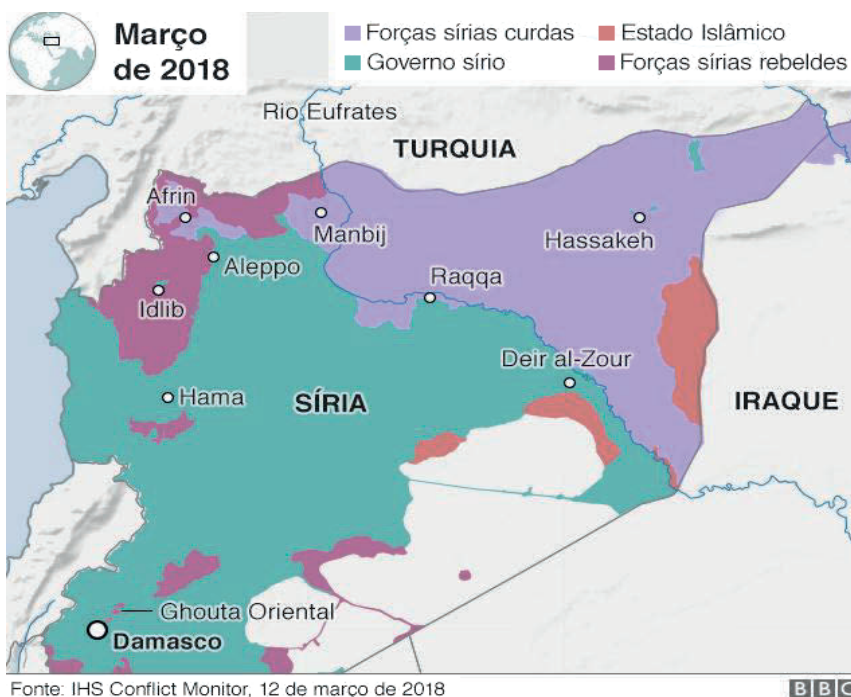 Março
de 2018
Forças sírias curdas
Estado Islâmico
Governo sírio
Forças sírias rebeldes
Rio Eufrates
TURQUIA
Afrin
Manbij
Hassakeh
Aleppo
Raqqa
Idlib
Deir al-Zour
Hama
SÍRIA
IRAQUE
Ghouta Oriental
Damasco
Fonte: IHS Conflict Monitor, 12 de março de 2018
BBC